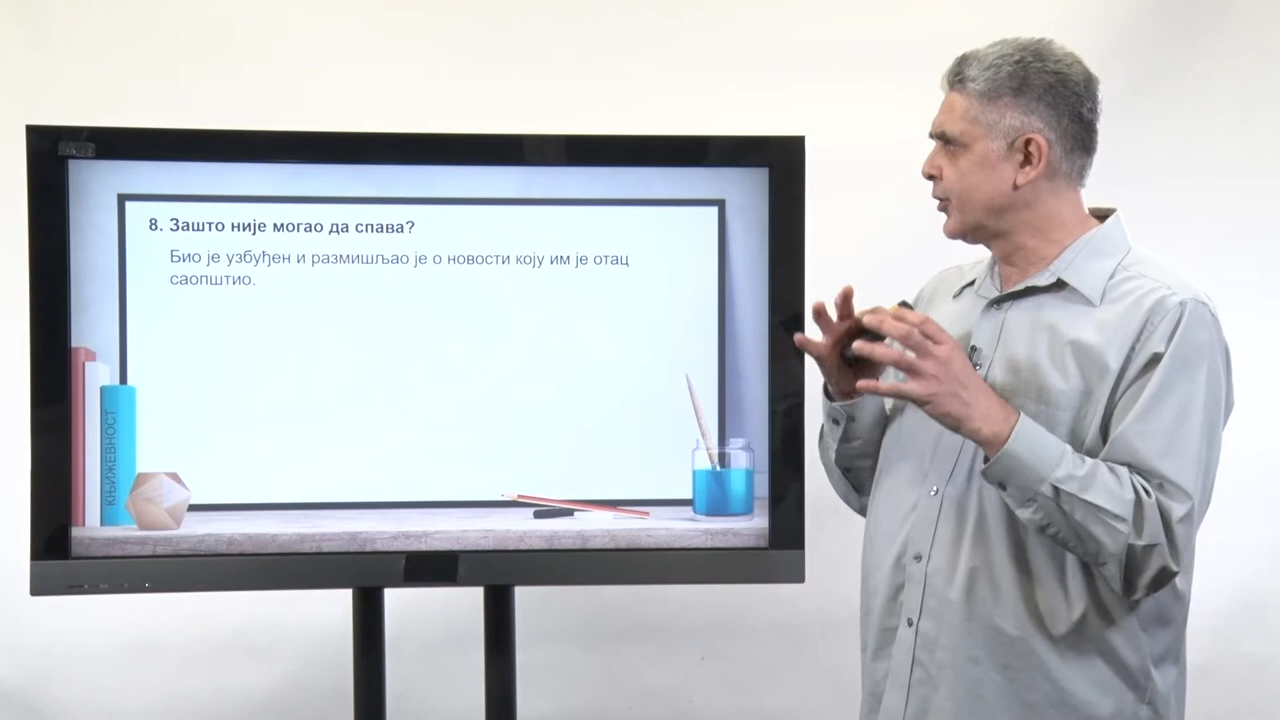 8. Зашто није могао да спава?
Био је узбуђен и размишљао је о новости коју им је отац
саопштио.
КЊИЖЕВНОСТ